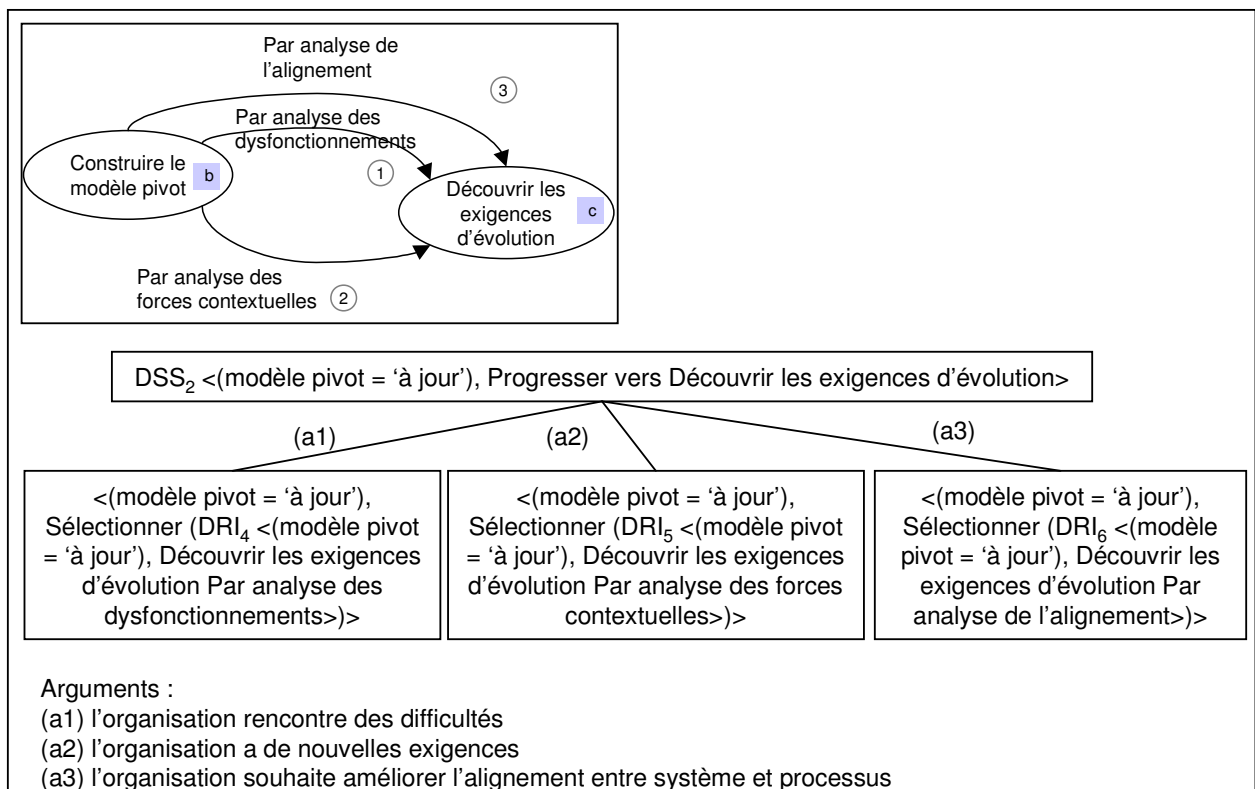 Par analyse de
l'alignement
3
Par analyse des
dysfonctionnements
1
Construire le
modèle pivot
b
Découvrir les
exigences
d'évolution
c
Par analyse des
forces contextuelles
2
DSS2 <(modèle pivot = ‘à jour’), Progresser vers Découvrir les exigences d'évolution>
(a1)
(a2)
(a3)
<(modèle pivot = ‘à jour’),
Sélectionner (DRI4 <(modèle pivot
= ‘à jour’), Découvrir les exigences
d'évolution Par analyse des
dysfonctionnements>)>
<(modèle pivot = ‘à jour’),
Sélectionner (DRI5 <(modèle pivot
= ‘à jour’), Découvrir les exigences
d'évolution Par analyse des forces
contextuelles>)>
<(modèle pivot = ‘à jour’),
Sélectionner (DRI6 <(modèle
pivot = ‘à jour’), Découvrir les
exigences d'évolution Par
analyse de l'alignement>)>
Arguments :
(a1) l'organisation rencontre des difficultés
(a2) l'organisation a de nouvelles exigences
(a3) l'organisation souhaite améliorer l'alignement entre système et processus